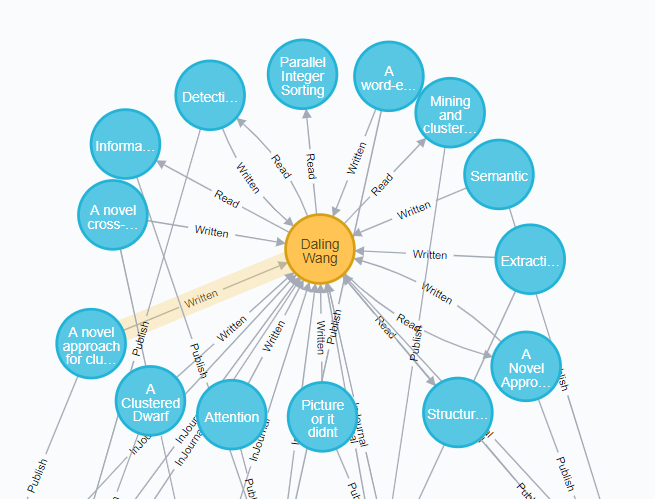 Parallel
Integer
Sorting
A
word-e…
Detecti…
Mining
and
cluster…
Informa…
Semantic
A novel
cross-…
Daling
Wang
Extracti…
A novel
approach
for clu…
A
Novel
Appro…
A
Clustered
Dwarf
Attention
Picture
or it
didnt
Structur…
Written
Read
Read
Written
Read
Read
Written
Written
Written
Written
Written
Written
Written
Written
Read
Read
Publish
Publish
Publish
Publish
Publish
Publish
InJournal